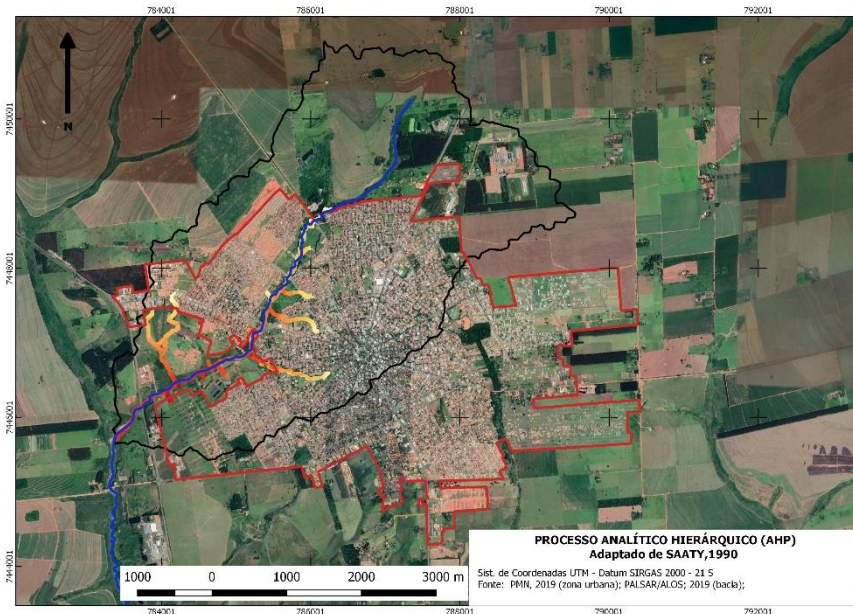 784001 786001 788001 790001 792001
7450001
N
7448001
7446001
7444001
PROCESSO ANALÍTICO HIERÁRQUICO (AHP)
Adaptado de SAATY,1990
Sist. de Coordenadas UTM - Datum SIRGAS 2000 - 21 S
Fonte: PMN, 2019 (zona urbana); PALSAR/ALOS; 2019 (bacia);
1000 0 1000 2000 3000 m
784001 786001 788001 790001 792001